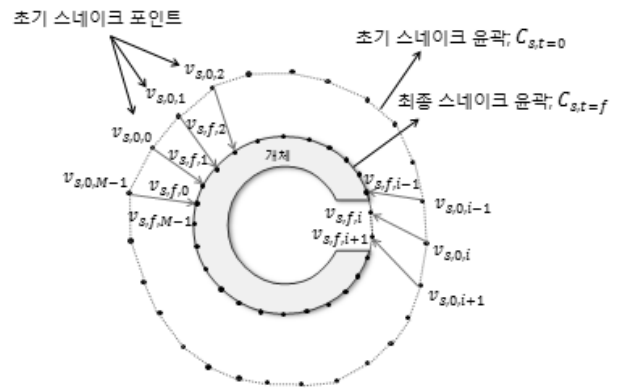 초기 스네이크 포인트
초기 스네이크 윤곽; C_{s,t=0}
최종 스네이크 윤곽; C_{s,t=f}
v_{s,0,2}
v_{s,0,1}
v_{s,0,0}
v_{s,0,M-1}
v_{s,f,2}
v_{s,f,1}
v_{s,f,0}
v_{s,f,M-1}
개체
v_{s,f,i-1}
v_{s,f,i}
v_{s,f,i+1}
v_{s,0,i-1}
v_{s,0,i}
v_{s,0,i+1}